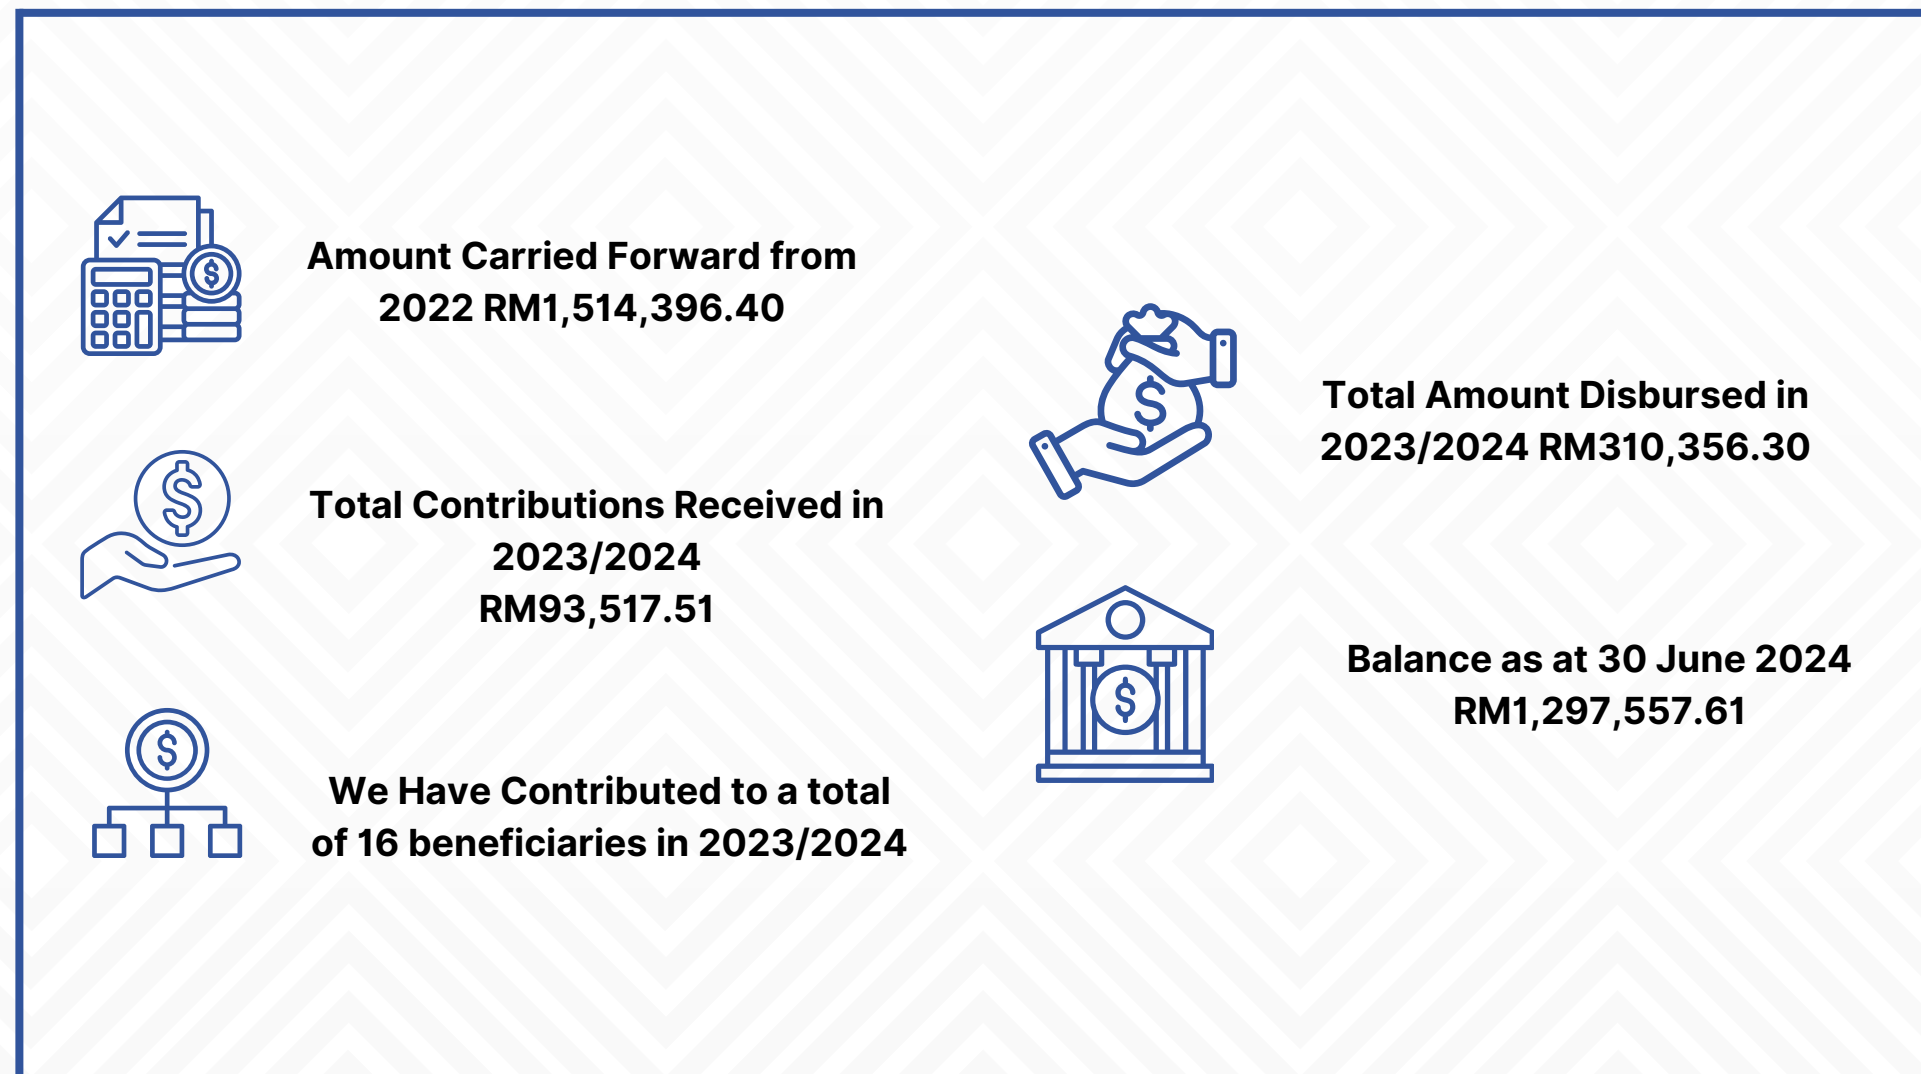 Amount Carried Forward from
2022 RM1,514,396.40
Total Contributions Received in
2023/2024
RM93,517.51
We Have Contributed to a total
of 16 beneficiaries in 2023/2024
Total Amount Disbursed in
2023/2024 RM310,356.30
Balance as at 30 June 2024
RM1,297,557.61